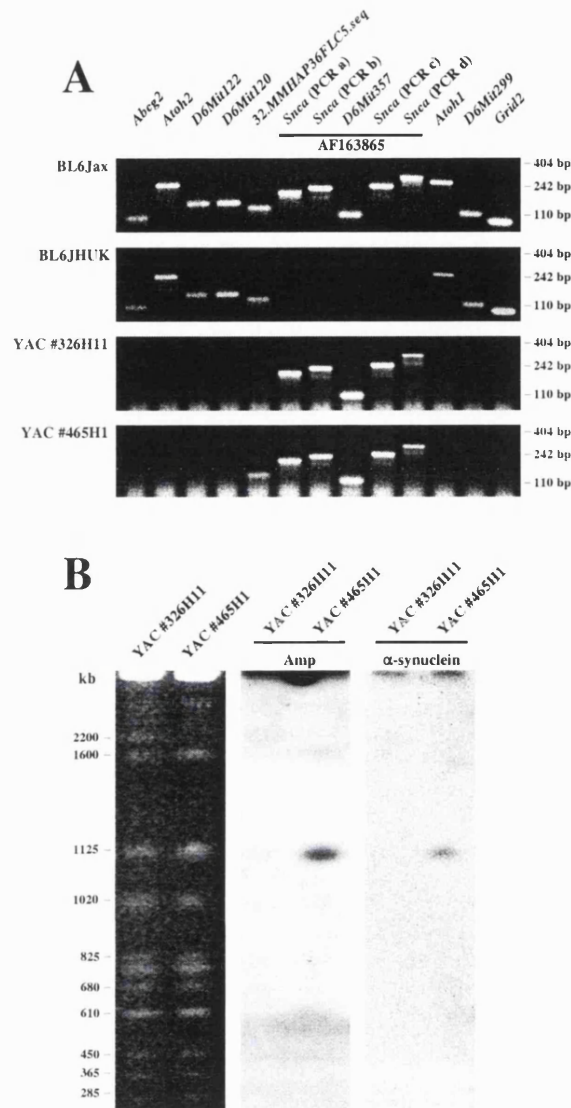 A
Abcg2
Atoh2
D6Mit122
D6Mit120
32.MMHAP36FLC5.seq
Snca (PCR a)
Snca (PCR b)
D6Mit357
Snca (PCR c)
Snca (PCR d)
Atoh1
D6Mit299
Grid2
AF163865
BL6Jax
404 bp
242 bp
110 bp
BL6JHUK
404 bp
242 bp
110 bp
YAC #326H11
404 bp
242 bp
110 bp
YAC #465H1
404 bp
242 bp
110 bp
B
YAC #326H11
YAC #465H1
YAC #326H11
YAC #465H1
YAC #326H11
YAC #465H1
Amp
α-synuclein
kb
2200
1600
1125
1020
825
680
610
450
365
285